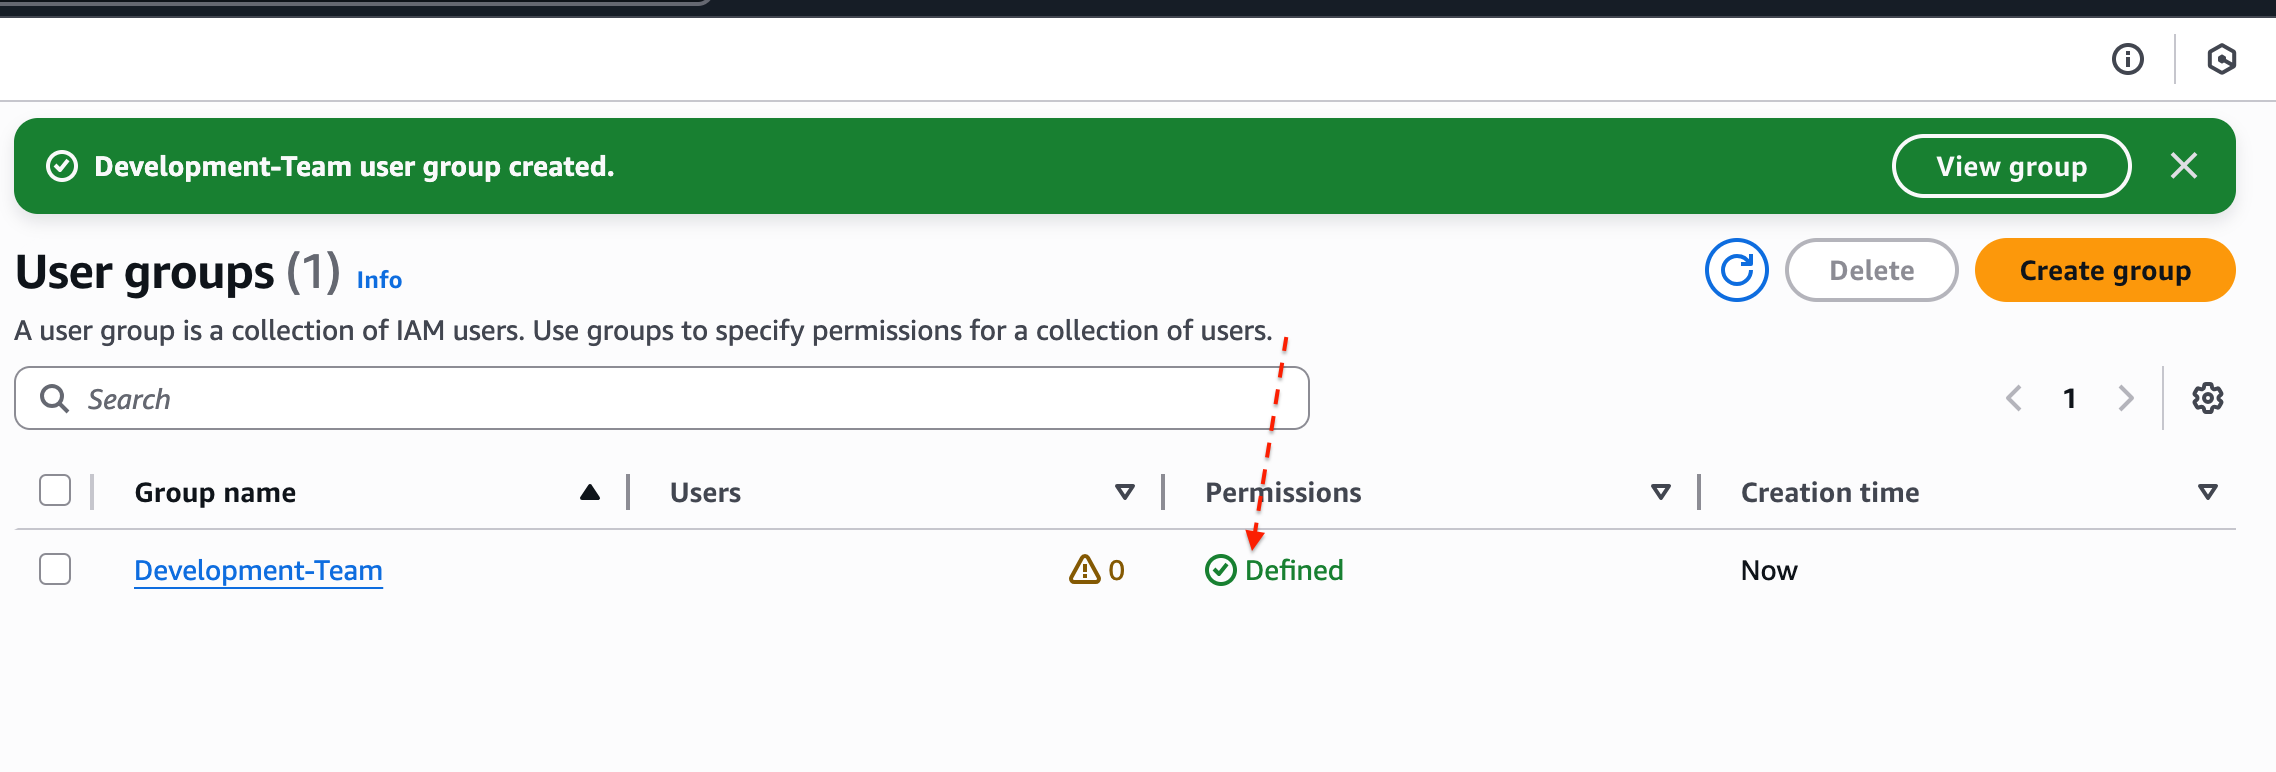 Development-Team user group created.
View group
User groups (1) Info
Delete
Create group
A user group is a collection of IAM users. Use groups to specify permissions for a collection of users.
Search
1
Group name
Users
Permissions
Creation time
Development-Team
0
Defined
Now